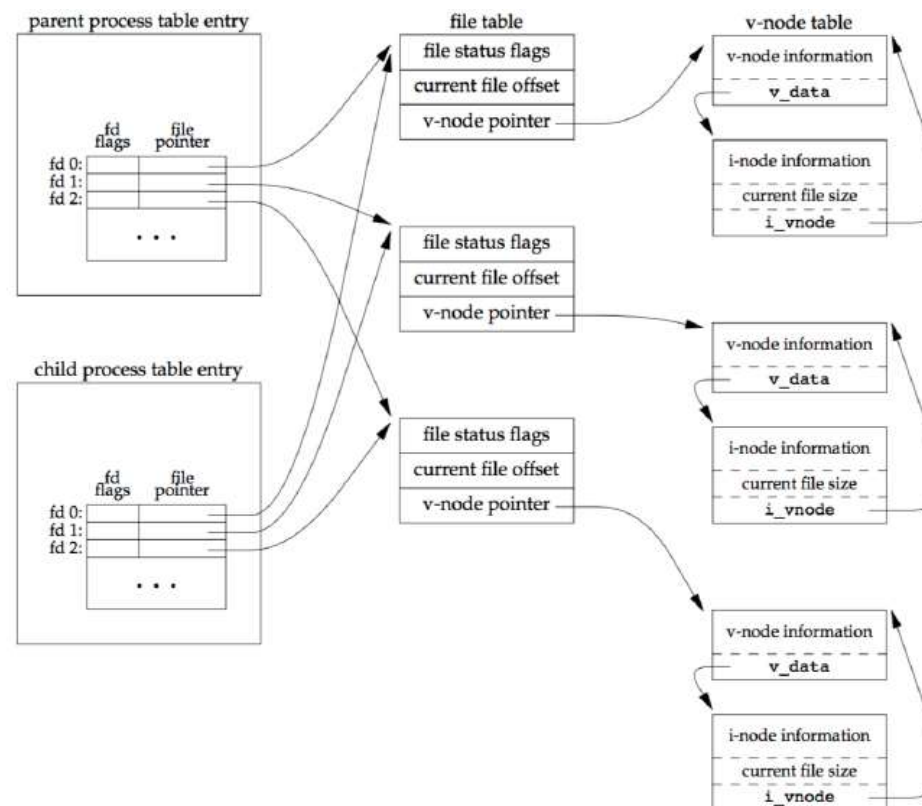 parent process table entry
fd flags
file pointer
fd 0:
fd 1:
fd 2:
• • •
child process table entry
fd flags
file pointer
fd 0:
fd 1:
fd 2:
• • •
file table
file status flags
current file offset
v-node pointer
file status flags
current file offset
v-node pointer
file status flags
current file offset
v-node pointer
v-node table
v-node information
v_data
i-node information
current file size
i_vnode
v-node information
v_data
i-node information
current file size
i_vnode
v-node information
v_data
i-node information
current file size
i_vnode